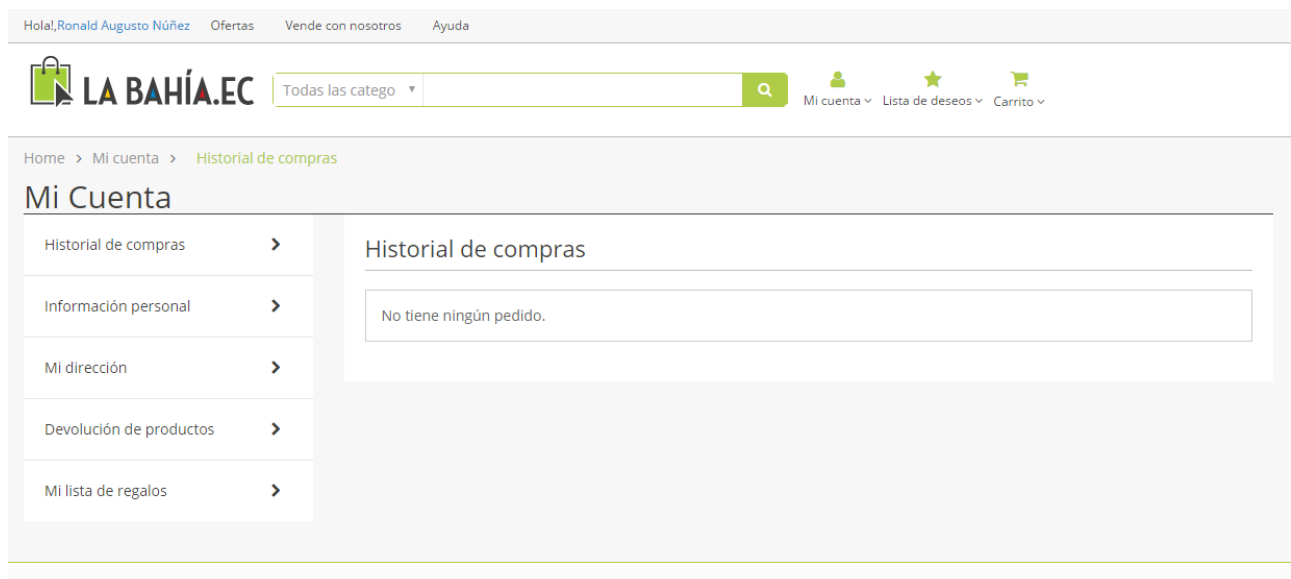 Hola!,Ronald Augusto Núñez Ofertas Vende con nosotros Ayuda
LA BAHÍA.EC Todas las catego Mi cuenta Lista de deseos Carrito
Home > Mi cuenta > Historial de compras
Mi Cuenta
Historial de compras
Información personal
Mi dirección
Devolución de productos
Mi lista de regalos
Historial de compras
No tiene ningún pedido.